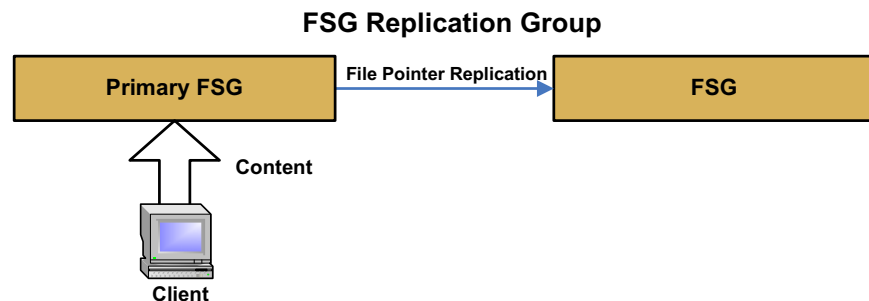 FSG Replication Group
Primary FSG
File Pointer Replication
FSG
Content
Client